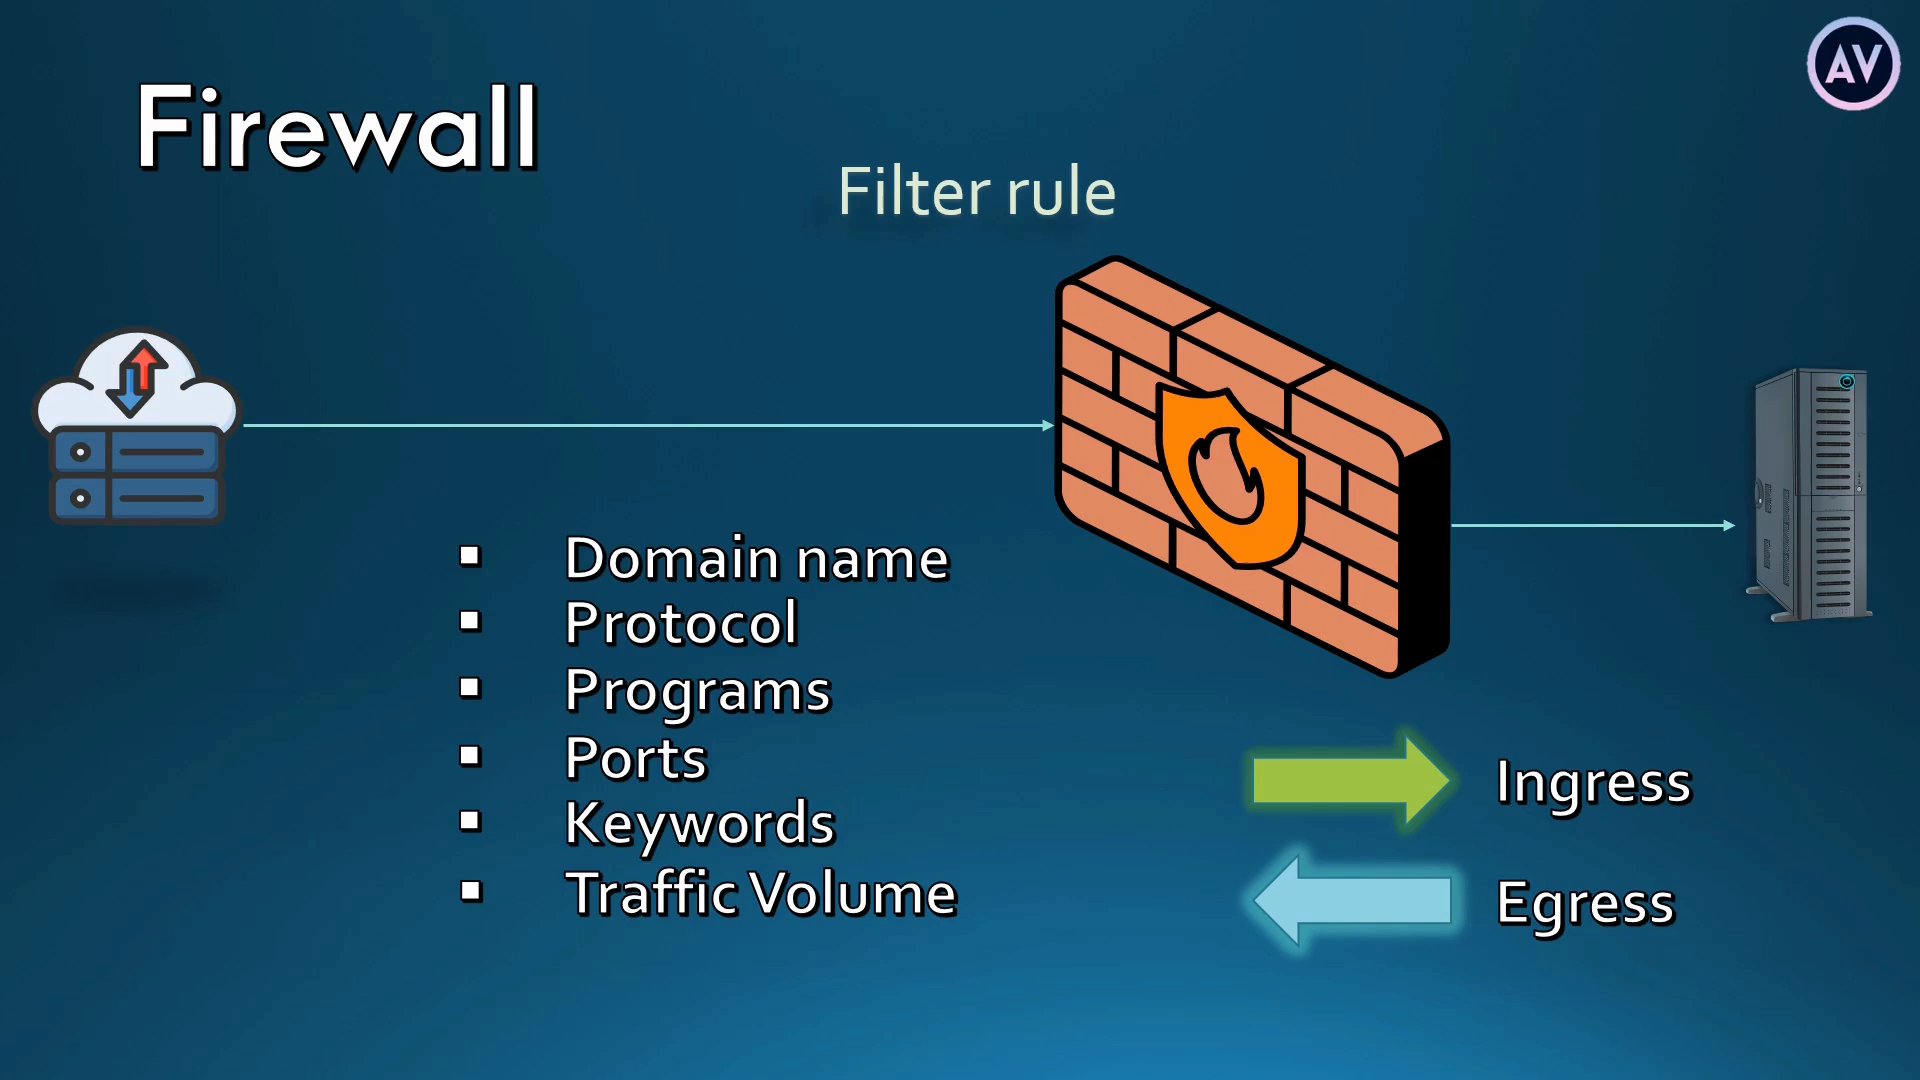 AV
Firewall
Filter rule
Domain name
Protocol
Programs
Ports
Keywords
Traffic Volume
Ingress
Egress